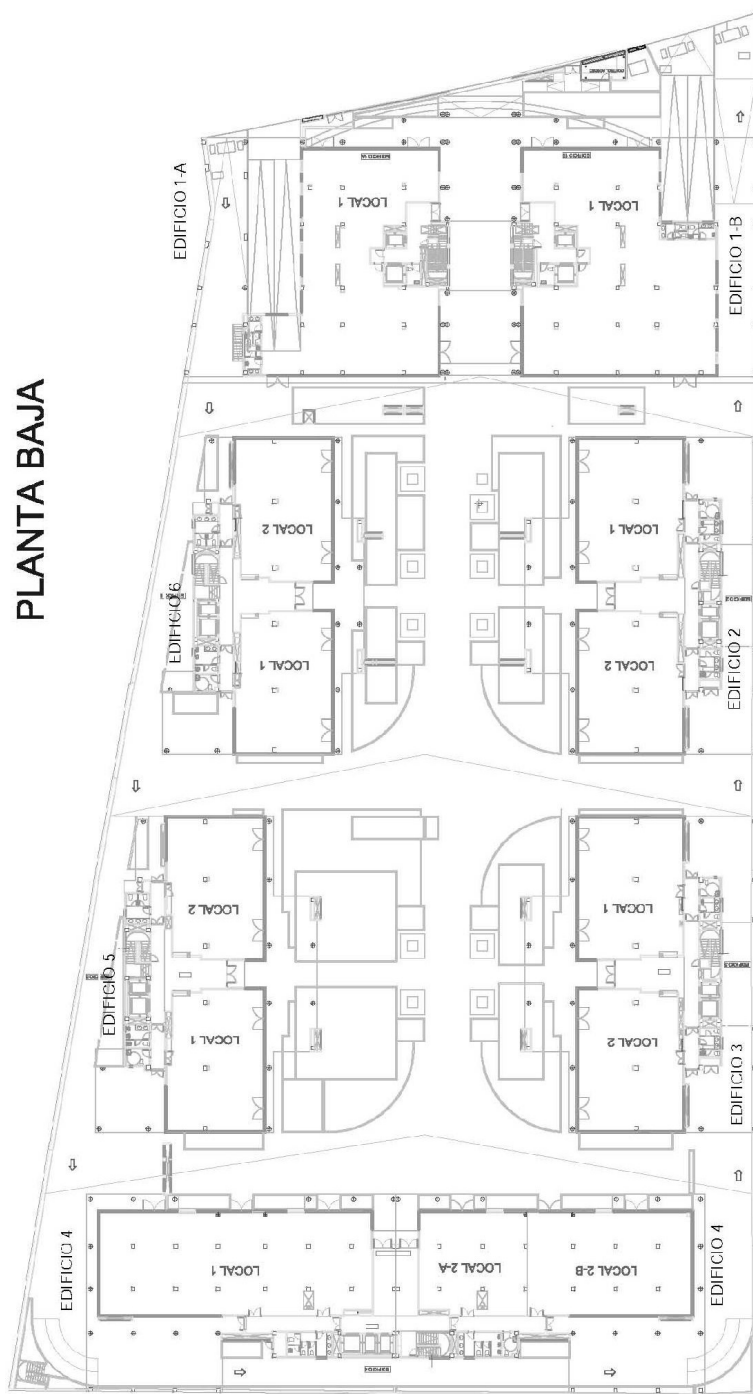 PLANTA BAJA
EDIFICIO 1-A
LOCAL 1
LOCAL 1
EDIFICIO 1-B
EDIFICIO 6
LOCAL 2
LOCAL 1
LOCAL 1
LOCAL 2
EDIFICIO 2
EDIFICIO 5
LOCAL 2
LOCAL 1
LOCAL 1
LOCAL 2
EDIFICIO 3
EDIFICIO 4
LOCAL 1
LOCAL 2-A
LOCAL 2-B
EDIFICIO 4